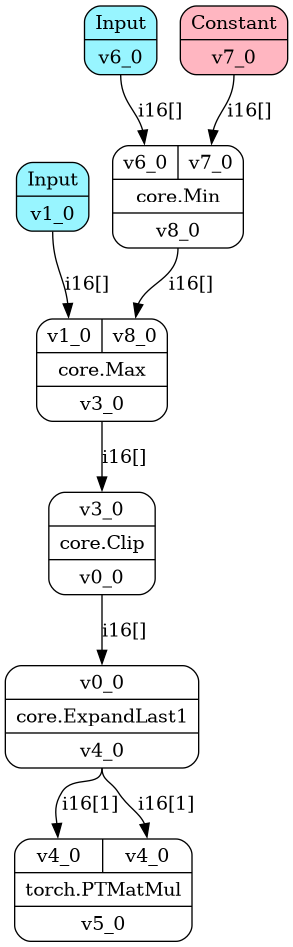 Input
v6_0
Constant
v7_0
i16[]
i16[]
v6_0 v7_0
core.Min
v8_0
Input
v1_0
i16[]
i16[]
v1_0 v8_0
core.Max
v3_0
i16[]
v3_0
core.Clip
v0_0
i16[]
v0_0
core.ExpandLast1
v4_0
i16[1]
i16[1]
v4_0 v4_0
torch.PTMatMul
v5_0